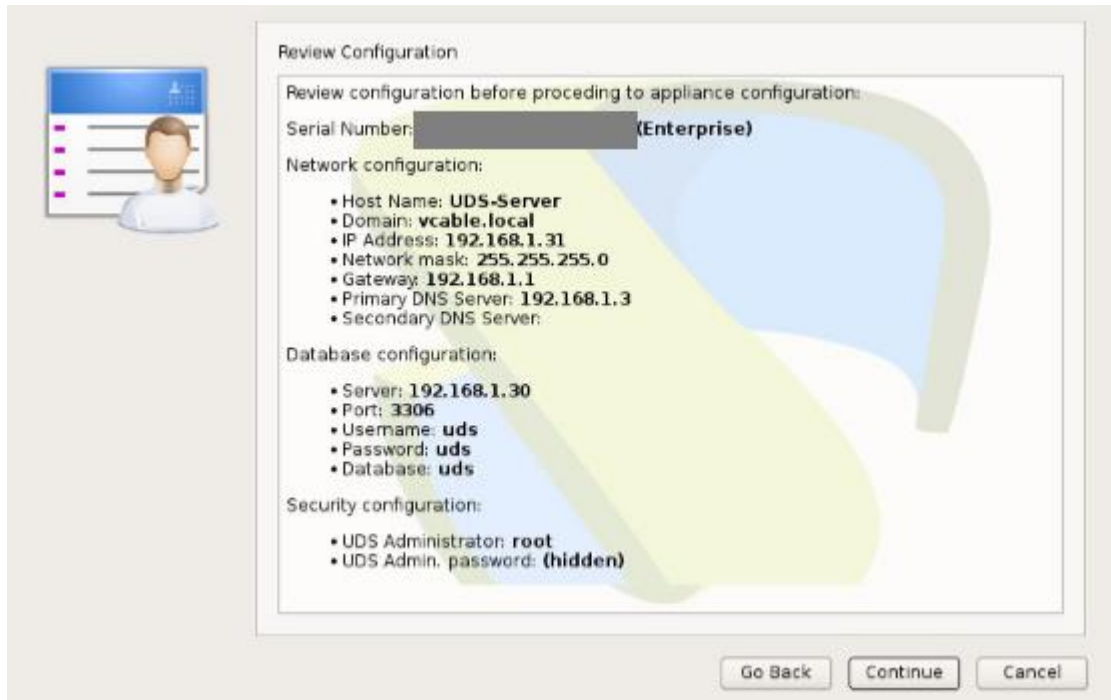 Review Configuration
Review configuration before proceding to appliance configuration:
Serial Number: (Enterprise)
Network configuration:
• Host Name: UDS-Server
• Domain: vcable.local
• IP Address: 192.168.1.31
• Network mask: 255.255.255.0
• Gateway: 192.168.1.1
• Primary DNS Server: 192.168.1.3
• Secondary DNS Server:
Database configuration:
• Server: 192.168.1.30
• Port: 3306
• Username: uds
• Password: uds
• Database: uds
Security configuration:
• UDS Administrator: root
• UDS Admin. password: (hidden)
Go Back Continue Cancel